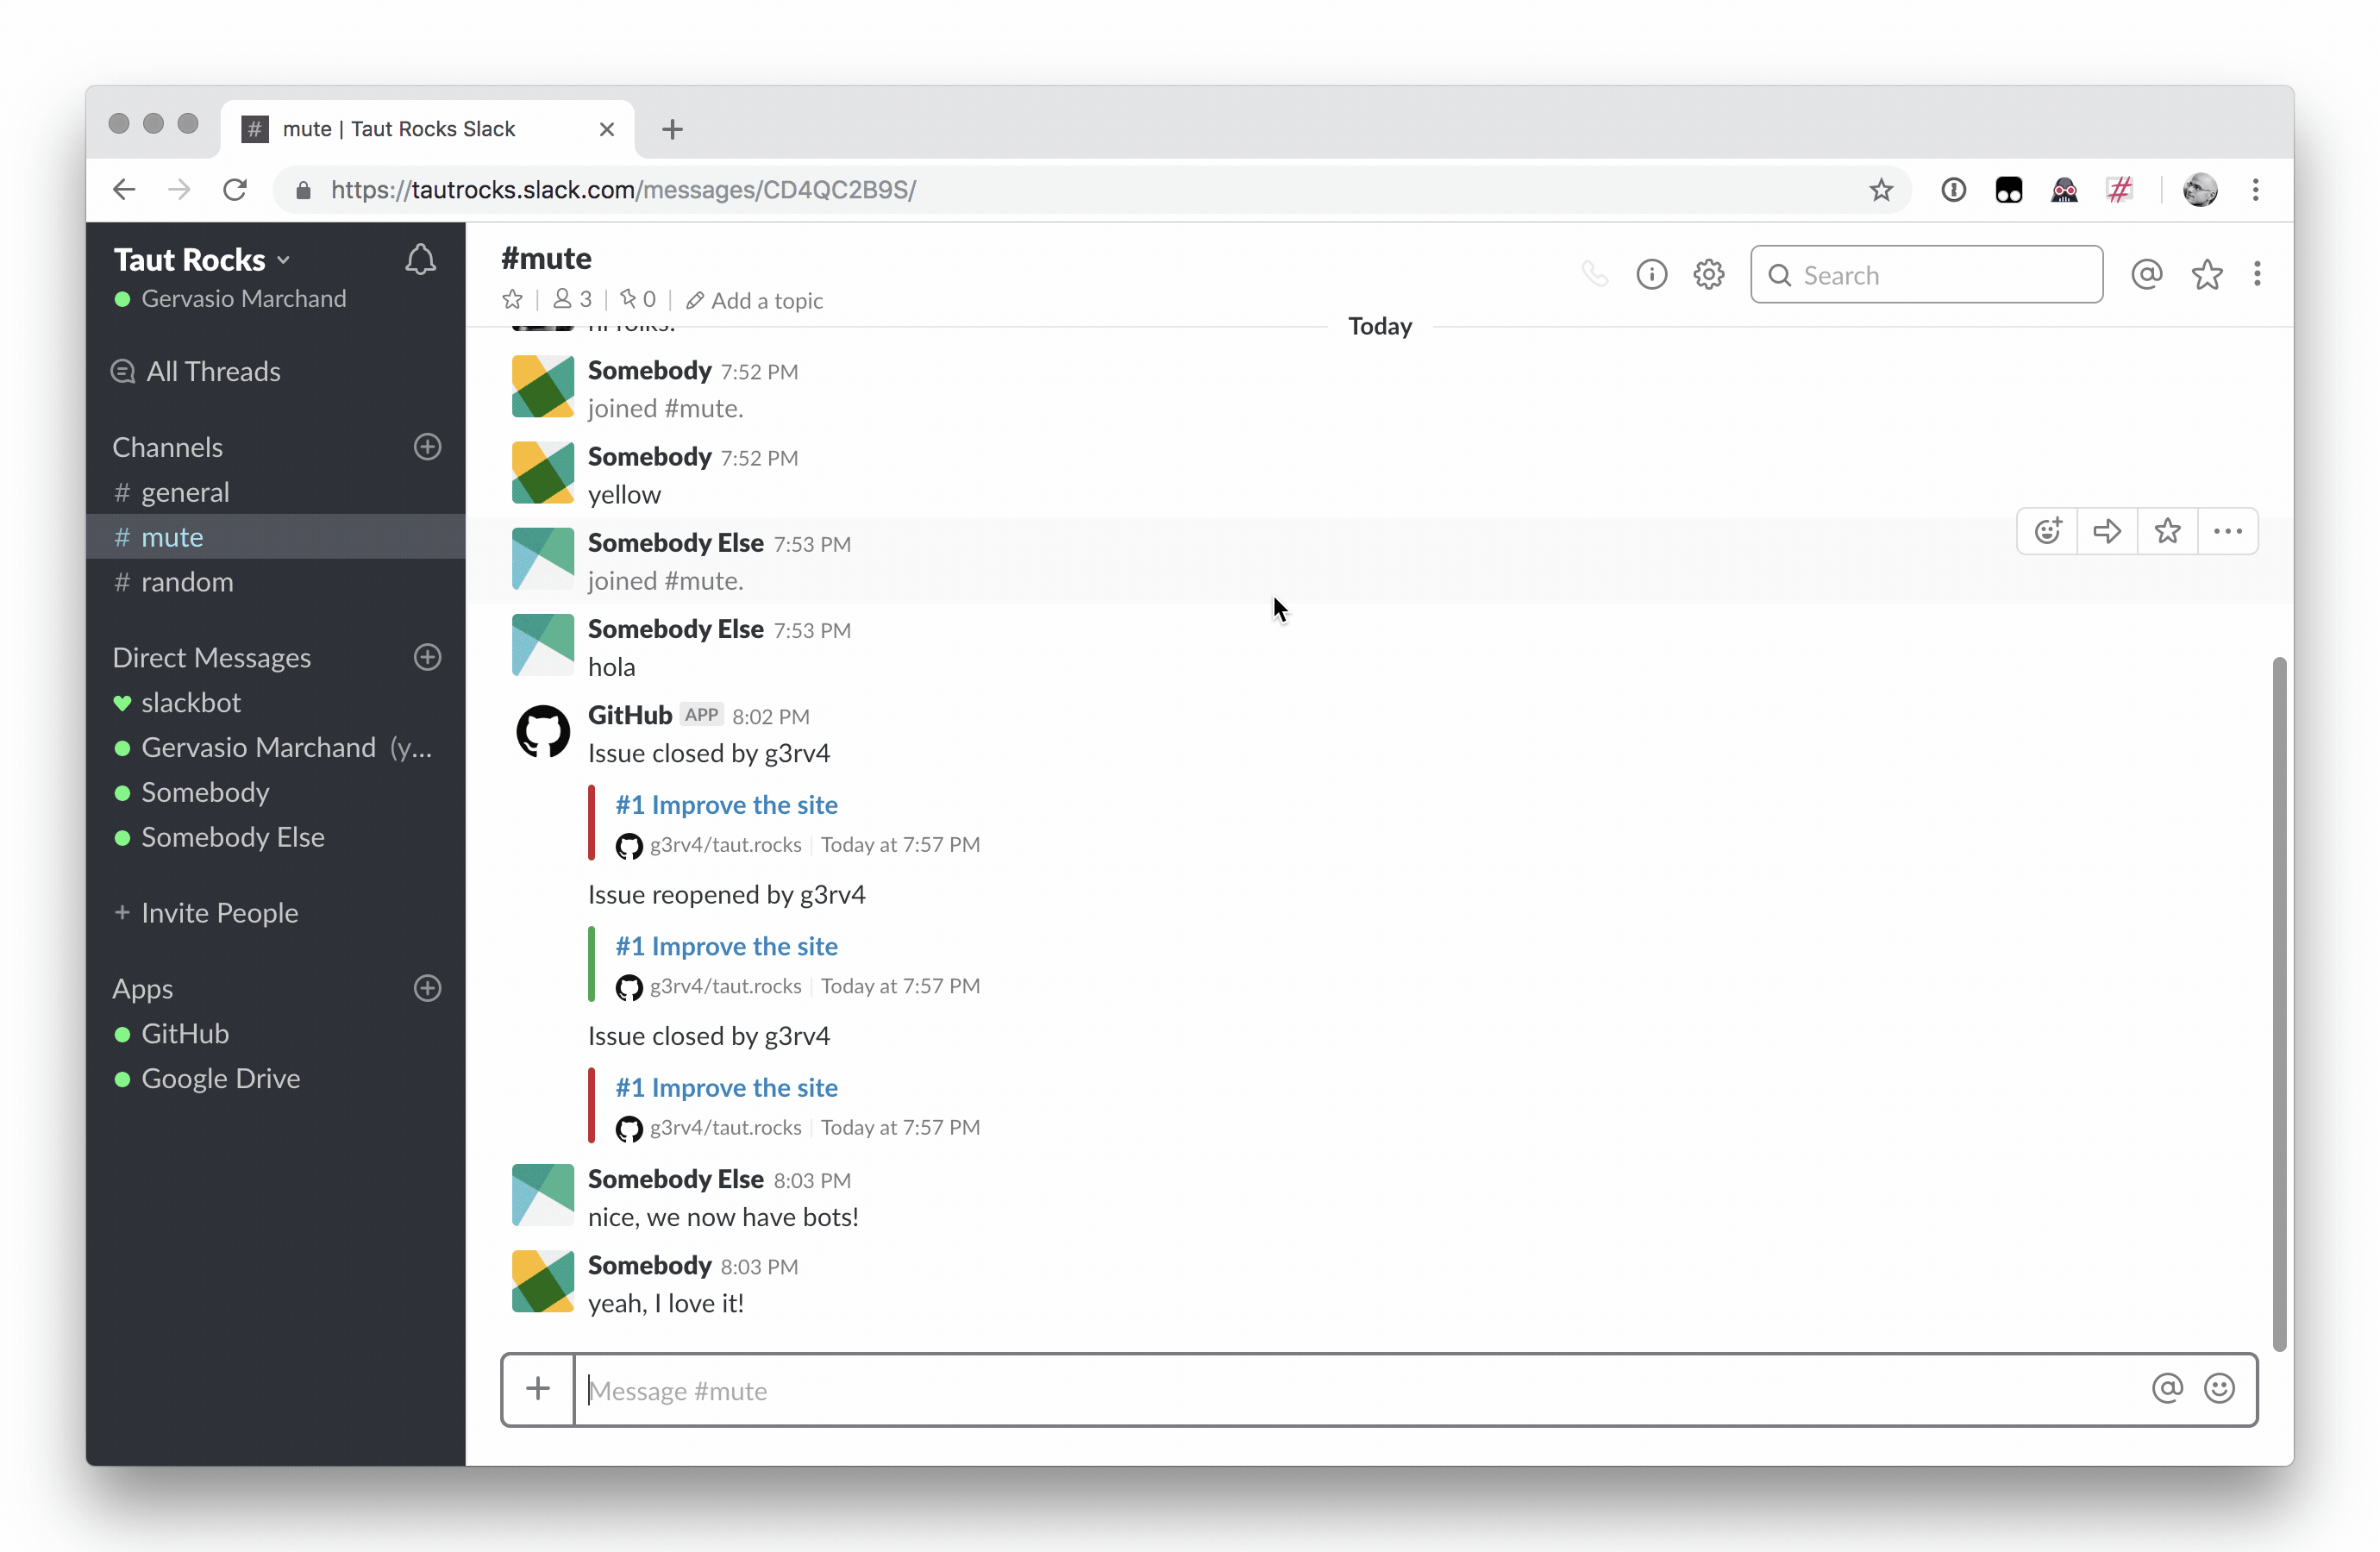 # mute | Taut Rocks Slack
https://tautrocks.slack.com/messages/CD4QC2B9S/
Taut Rocks
Gervasio Marchand
All Threads
Channels
# general
# mute
# random
Direct Messages
slackbot
Gervasio Marchand (y...
Somebody
Somebody Else
+ Invite People
Apps
GitHub
Google Drive
#mute
3 | 0 | Add a topic
Search
Today
Somebody 7:52 PM
joined #mute.
Somebody 7:52 PM
yellow
Somebody Else 7:53 PM
joined #mute.
Somebody Else 7:53 PM
hola
GitHub APP 8:02 PM
Issue closed by g3rv4
#1 Improve the site
g3rv4/taut.rocks | Today at 7:57 PM
Issue reopened by g3rv4
#1 Improve the site
g3rv4/taut.rocks | Today at 7:57 PM
Issue closed by g3rv4
#1 Improve the site
g3rv4/taut.rocks | Today at 7:57 PM
Somebody Else 8:03 PM
nice, we now have bots!
Somebody 8:03 PM
yeah, I love it!
Message #mute